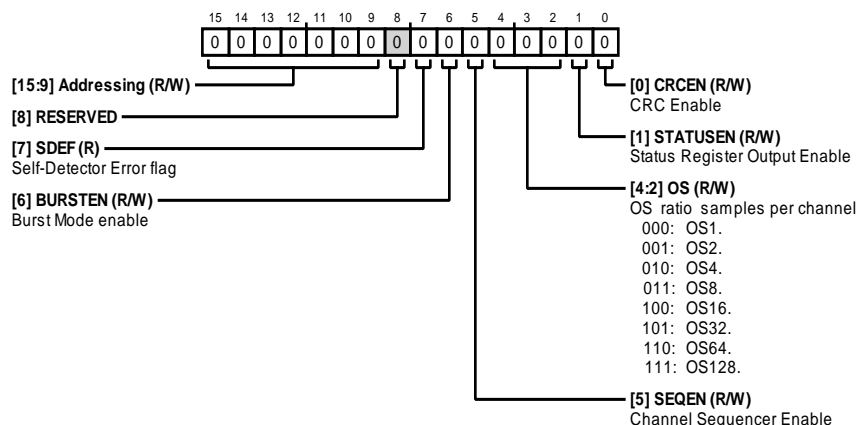 15 14 13 12 11 10 9 8 7 6 5 4 3 2 1 0
0 0 0 0 0 0 0 0 0 0 0 0 0 0 0 0
[15:9] Addressing (R/W)
[8] RESERVED
[7] SDEF (R)
Self-Detector Error flag
[6] BURSTEN (R/W)
Burst Mode enable
[0] CRCEN (R/W)
CRC Enable
[1] STATUSEN (R/W)
Status Register Output Enable
[4:2] OS (R/W)
OS ratio samples per channel
000: OS1.
001: OS2.
010: OS4.
011: OS8.
100: OS16.
101: OS32.
110: OS64.
111: OS128.
[5] SEQEN (R/W)
Channel Sequencer Enable